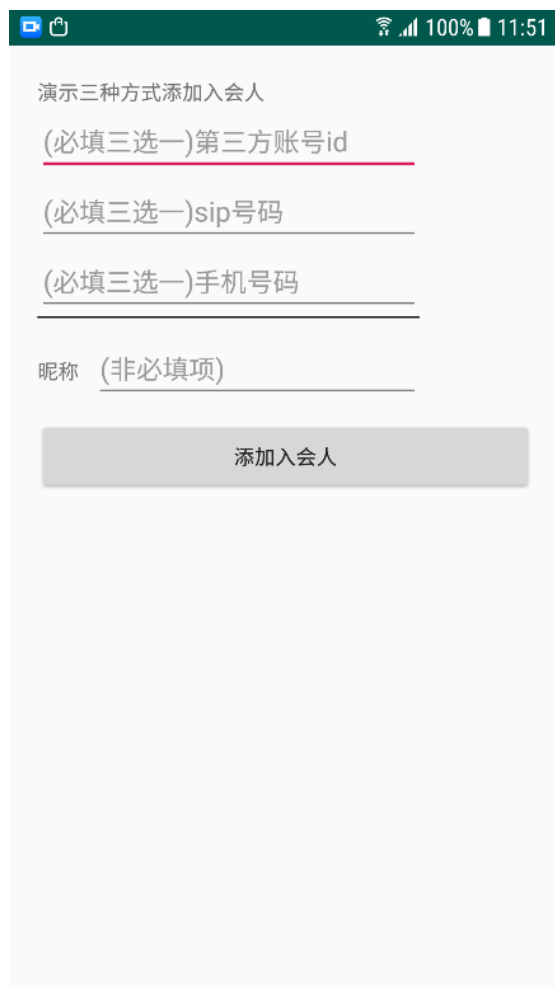 100% 11:51
演示三种方式添加入会人
(必填三选一)第三方账号id
(必填三选一)sip号码
(必填三选一)手机号码
昵称 (非必填项)
添加入会人